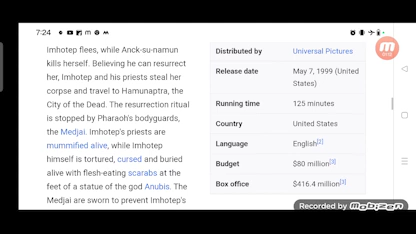 7:24
Imhotep flees, while Anck-su-namun
kills herself. Believing he can resurrect
her, Imhotep and his priests steal her
corpse and travel to Hamunaptra, the
City of the Dead. The resurrection ritual
is stopped by Pharaoh's bodyguards,
the Medjai. Imhotep's priests are
mummified alive, while Imhotep
himself is tortured, cursed and buried
alive with flesh-eating scarabs at the
feet of a statue of the god Anubis. The
Medjai are sworn to prevent Imhotep's
Distributed by Universal Pictures
Release date May 7, 1999 (United
States)
Running time 125 minutes
Country United States
Language English[2]
Budget $80 million[3]
Box office $416.4 million[3]
Recorded by mobizen